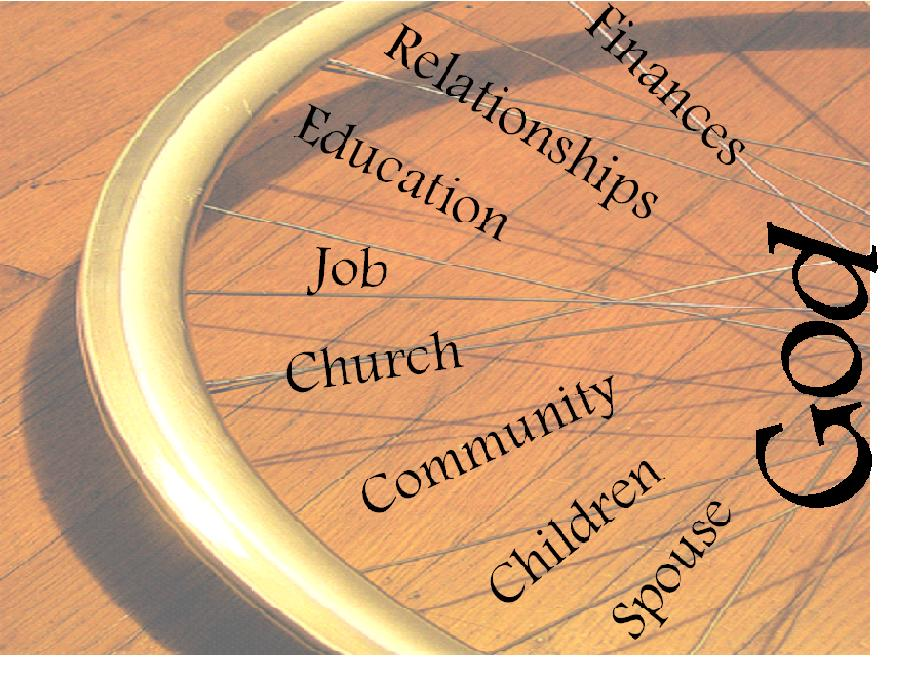 Finances
Relationships
Education
Job
Church
Community
Children
Spouse
God